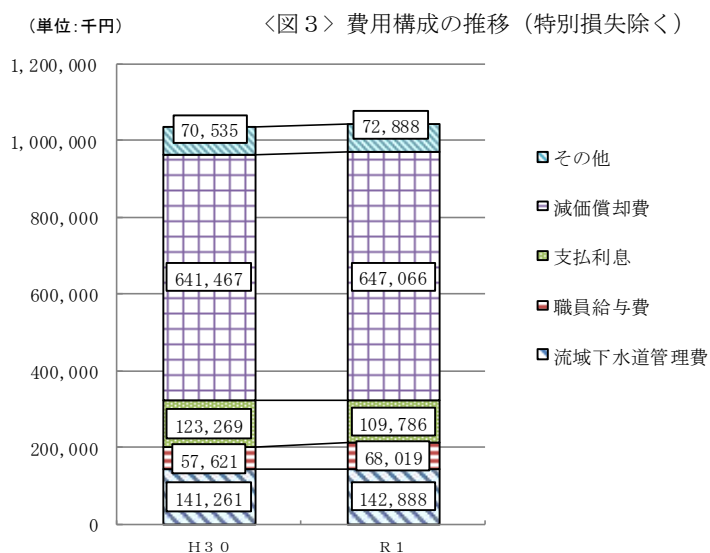 (単位:千円)
<図3> 費用構成の推移（特別損失除く）
1,200,000
1,000,000
800,000
600,000
400,000
200,000
0
70,535
72,888
641,467
647,066
123,269
109,786
57,621
68,019
141,261
142,888
H30
R1
その他
減価償却費
支払利息
職員給与費
流域下水道管理費